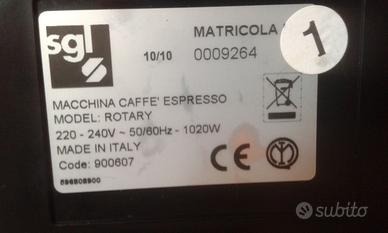 sgl
MATRICOLA
1
10/10 0009264
MACCHINA CAFFE' ESPRESSO
MODEL: ROTARY
220 - 240V ~ 50/60Hz - 1020W
MADE IN ITALY
Code: 900607
CE
subito